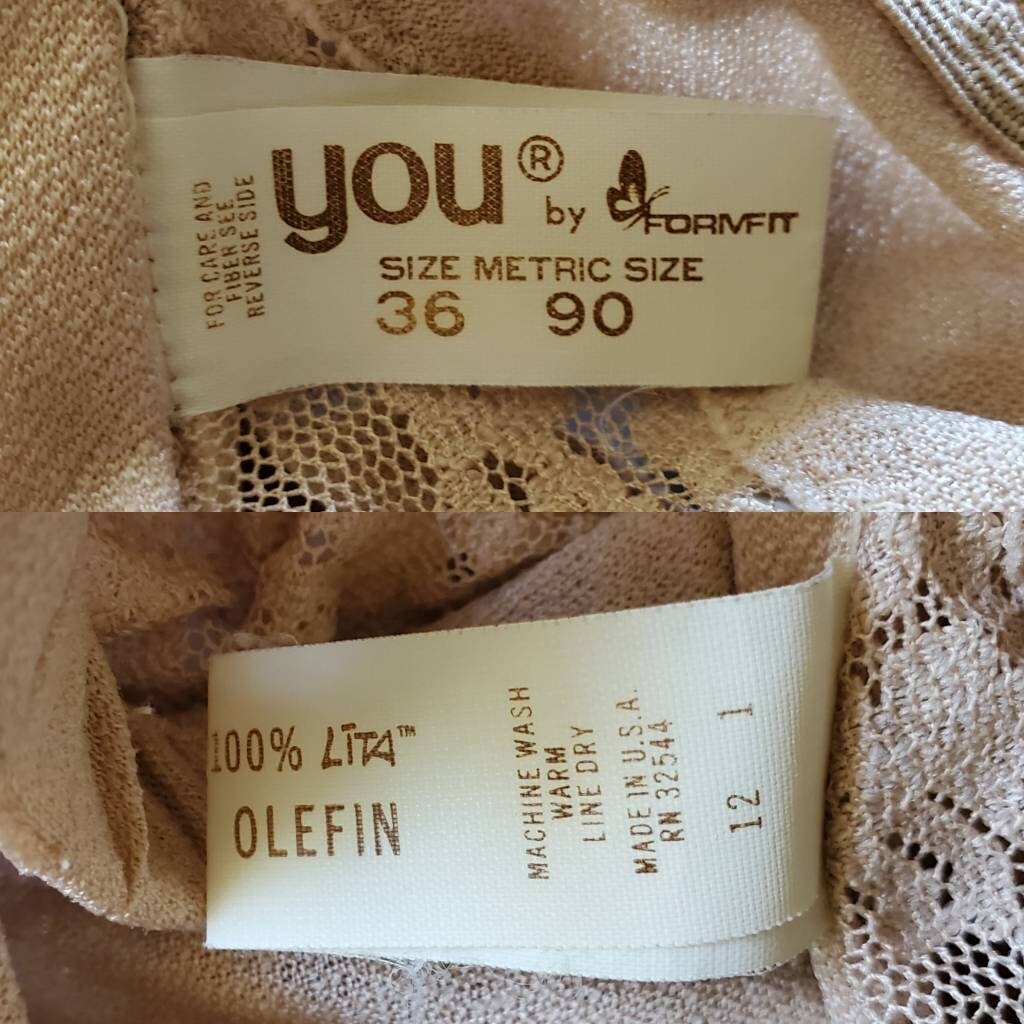 FOR CARE AND
FIBER SEE
REVERSE SIDE
you®
by FORMFIT
SIZE METRIC SIZE
36 90
100% LITA™
OLEFIN
MACHINE WASH
WARM
LINE DRY
MADE IN U.S.A.
RN 32544
12 1